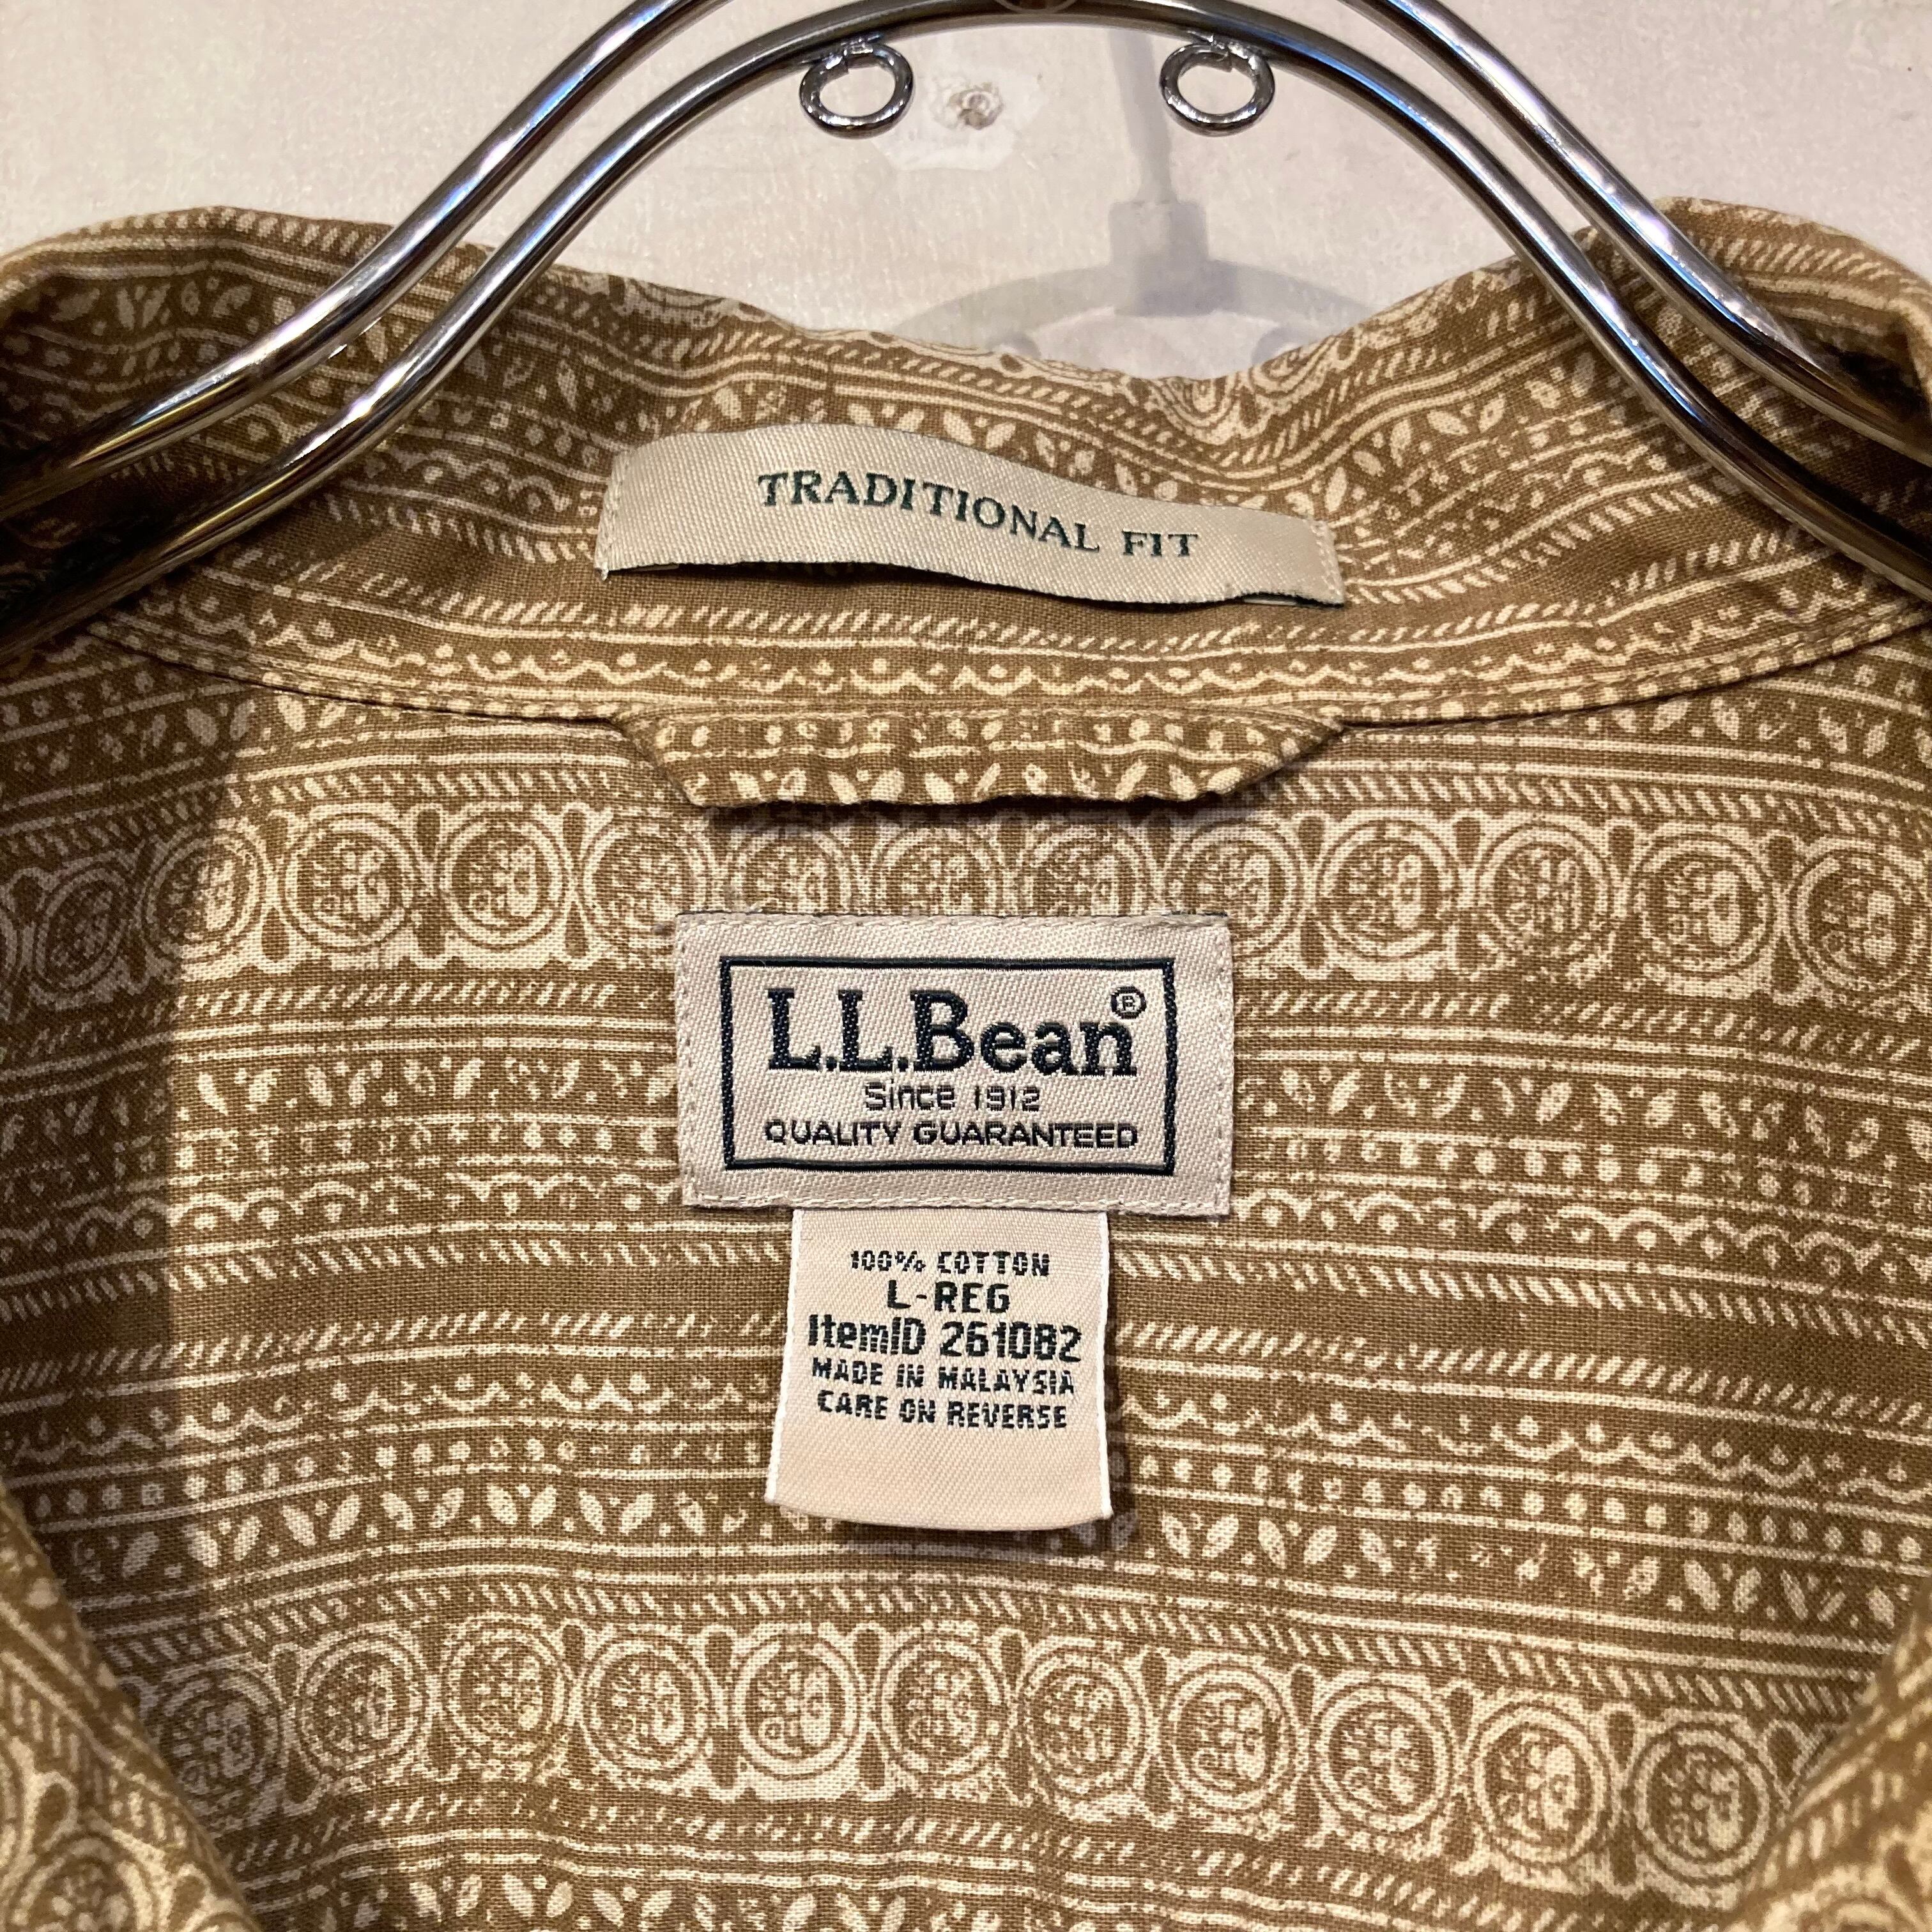 TRADITIONAL FIT
L.L.Bean®
Since 1912
QUALITY GUARANTEED
100% COTTON
L-REG
ItemID 261082
MADE IN MALAYSIA
CARE ON REVERSE